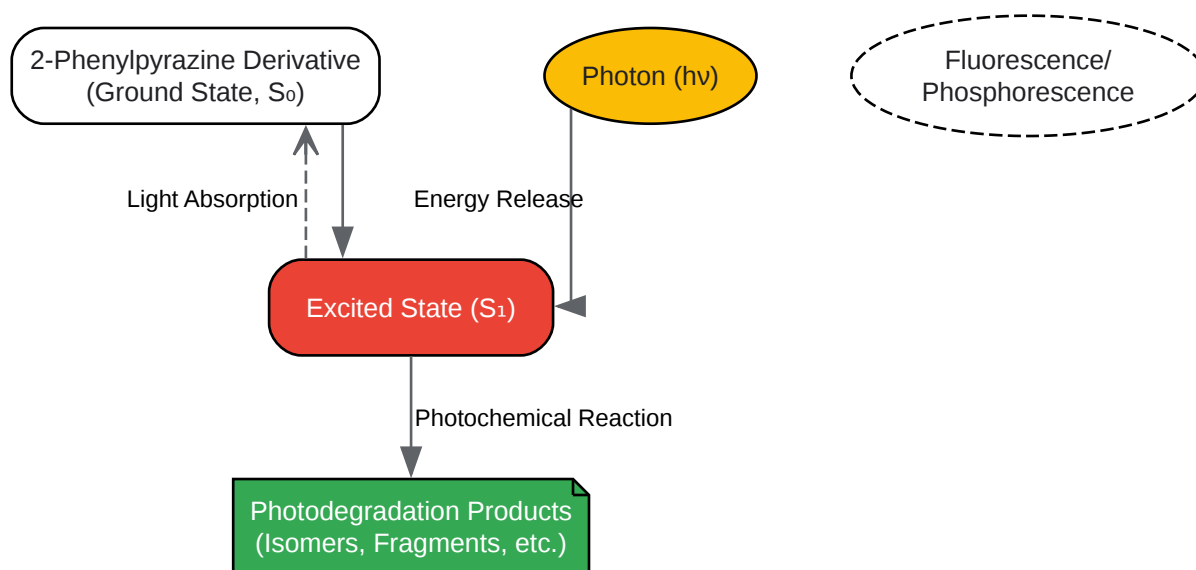 2-Phenylpyrazine Derivative
(Ground State, S₀)
Photon (hν)
Fluorescence/
Phosphorescence
Light Absorption
Energy Release
Excited State (S₁)
Photochemical Reaction
Photodegradation Products
(Isomers, Fragments, etc.)